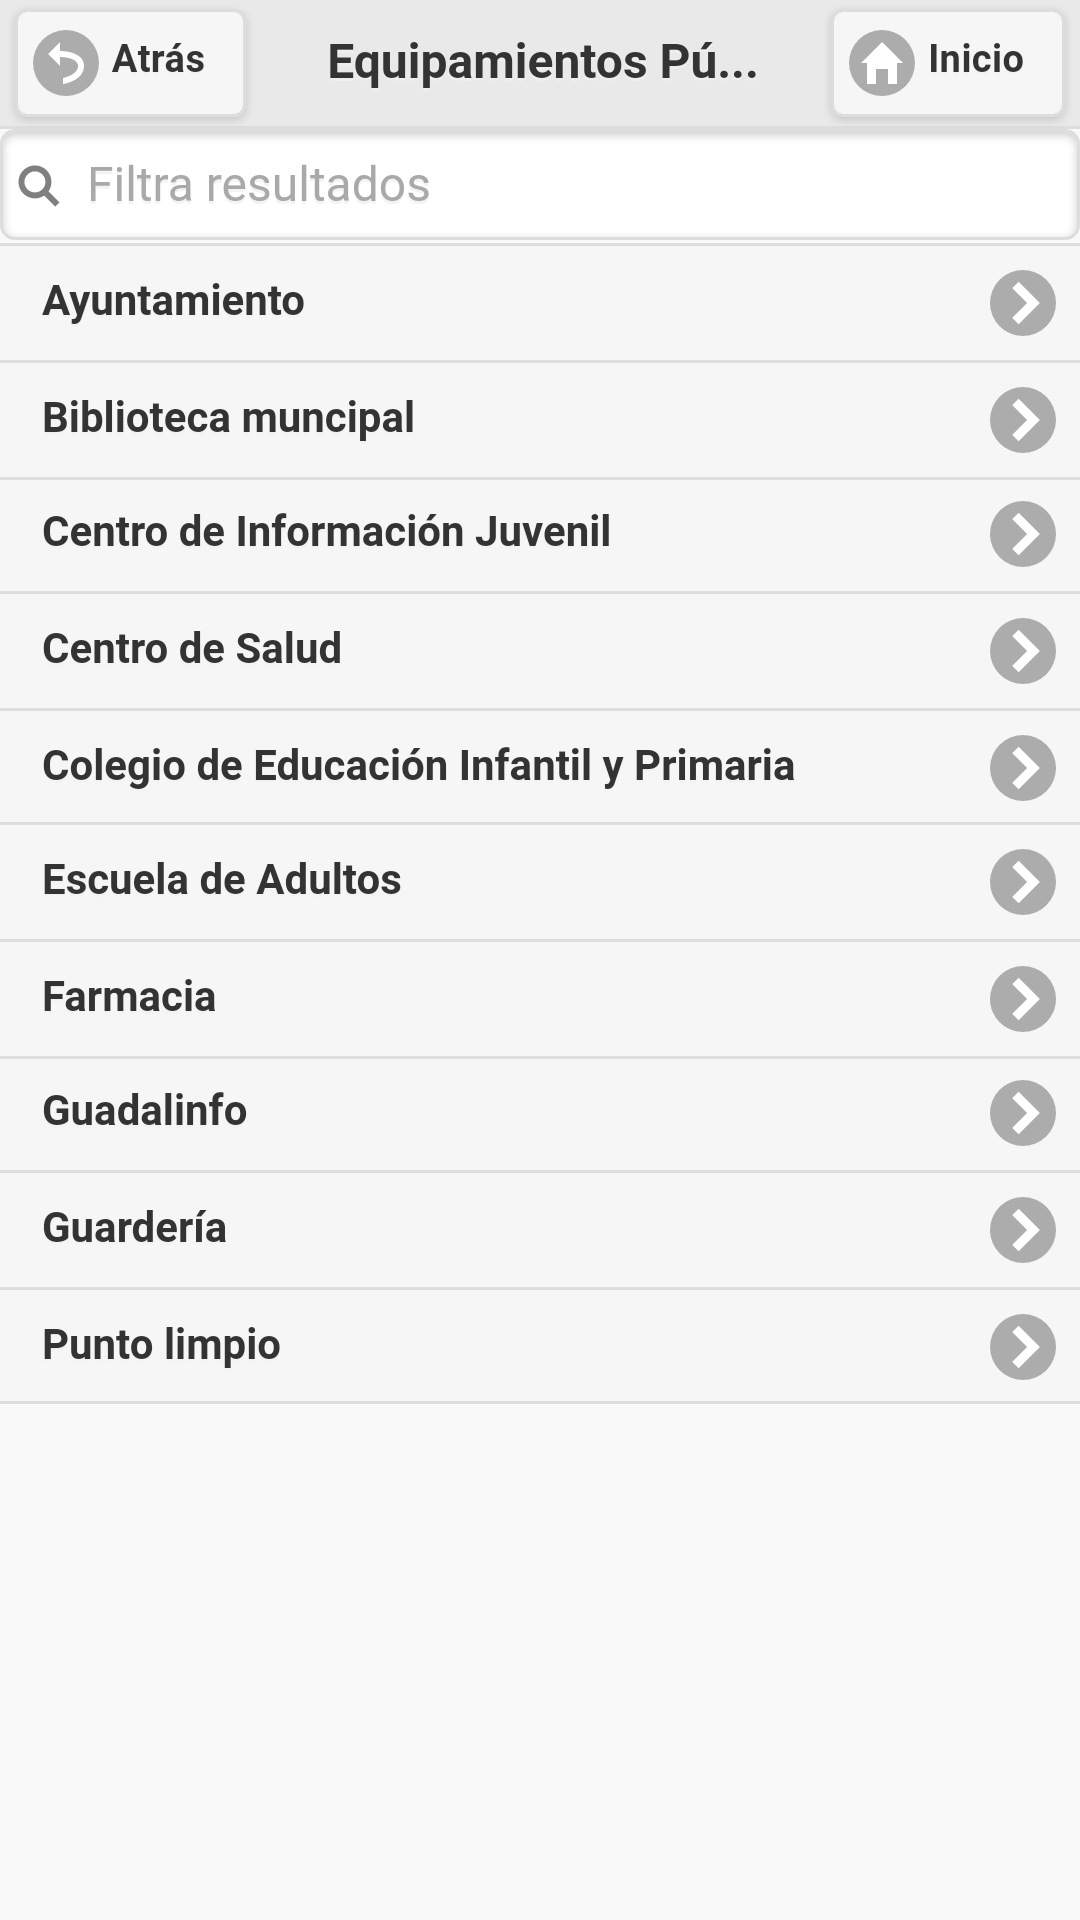 Atrás
Equipamientos Pú...
Inicio
Filtra resultados
Ayuntamiento
Biblioteca muncipal
Centro de Información Juvenil
Centro de Salud
Colegio de Educación Infantil y Primaria
Escuela de Adultos
Farmacia
Guadalinfo
Guardería
Punto limpio